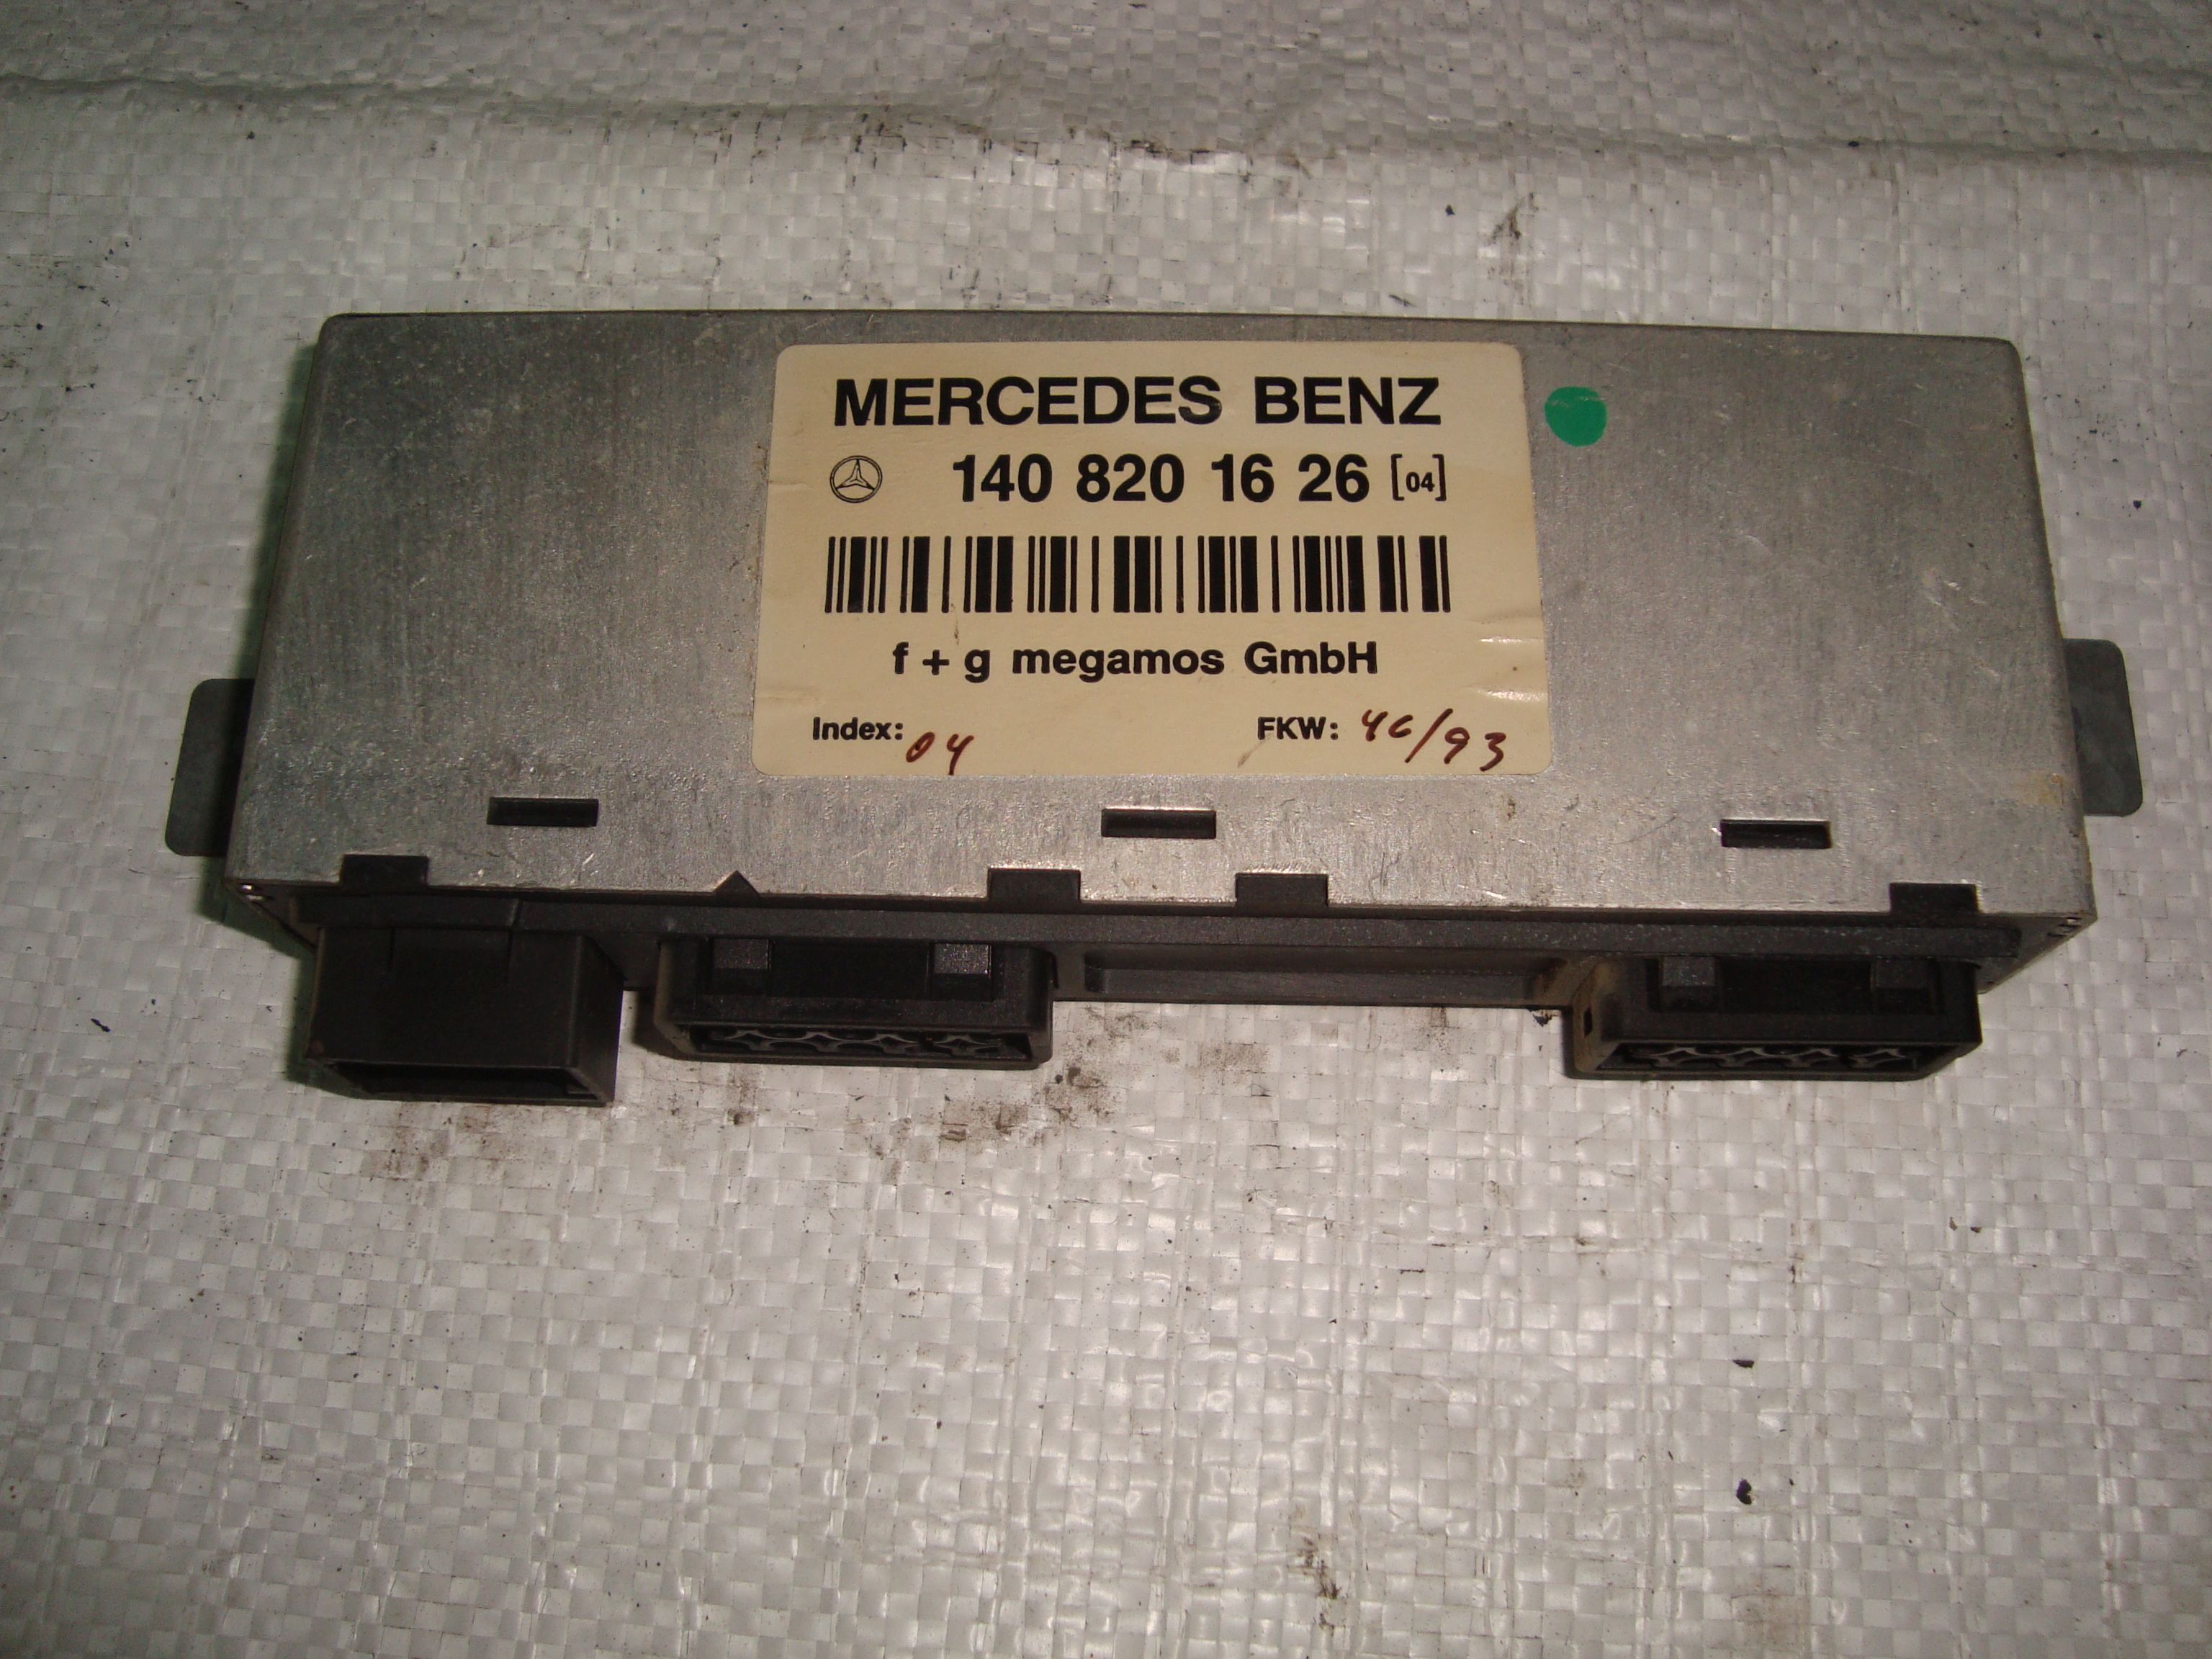 MERCEDES BENZ
140 820 16 26 [04]
f + g megamos GmbH
Index: 04 FKW: 46/93